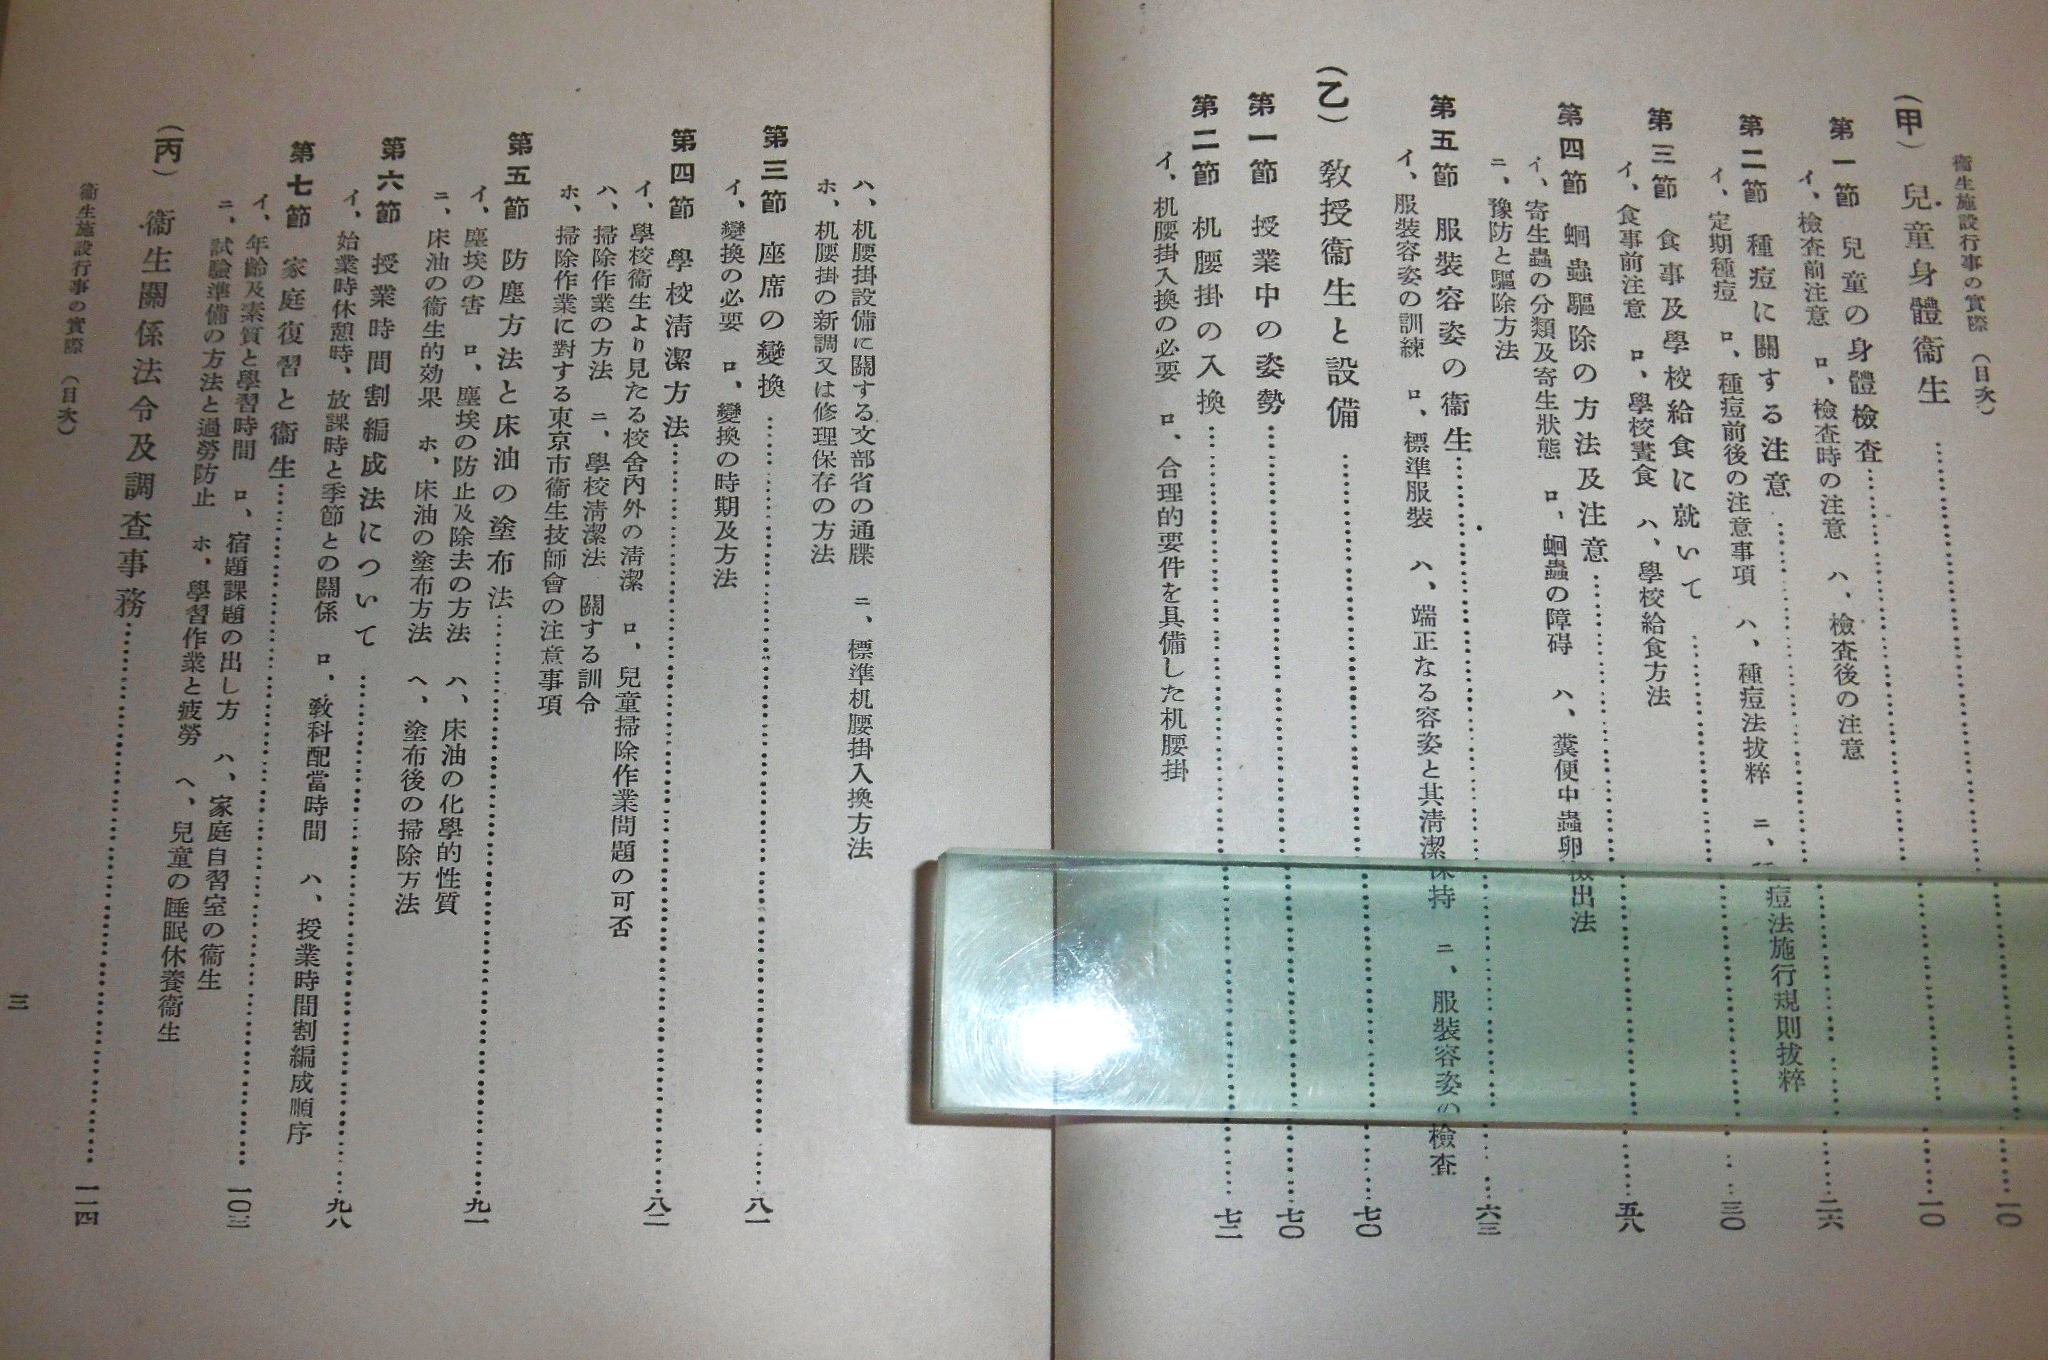 衞生施設行事の實際 (目次)
(甲) 兒童身體衞生……一〇
第一節 兒童の身體檢査……一〇
イ、檢査前注意 ロ、檢査時の注意 ハ、檢査後の注意
第二節 種痘に關する注意……二六
イ、定期種痘 ロ、種痘前後の注意事項 ハ、種痘法拔粹 ニ、種痘法施行規則拔粹
第三節 食事及學校給食に就いて……三〇
イ、食事前注意 ロ、學校晝食 ハ、學校給食方法
第四節 蛔蟲驅除の方法及注意……五八
イ、寄生蟲の分類及寄生狀態 ロ、蛔蟲の障碍 ハ、糞便中蟲卵檢出法
ニ、豫防と驅除方法
第五節 服裝容姿の衞生……六三
イ、服裝容姿の訓練 ロ、標準服裝 ハ、端正なる容姿と其淸潔保持 ニ、服裝容姿の檢査
(乙) 敎授衞生と設備……七〇
第一節 授業中の姿勢……七〇
第二節 机腰掛の入換……七二
イ、机腰掛入換の必要 ロ、合理的要件を具備した机腰掛
ハ、机腰掛設備に關する文部省の通牒 ニ、標準机腰掛入換方法
ホ、机腰掛の新調又は修理保存の方法
第三節 座席の變換……八一
イ、變換の必要 ロ、變換の時期及方法
第四節 學校淸潔方法……八二
イ、學校衞生より見たる校舍內外の淸潔 ロ、兒童掃除作業問題の可否
ハ、掃除作業の方法 ニ、學校淸潔法 關する訓令
ホ、掃除作業に對する東京市衞生技師會の注意事項
第五節 防塵方法と床油の塗布法……九一
イ、塵埃の害 ロ、塵埃の防止及除去の方法 ハ、床油の化學的性質
ニ、床油の衞生的効果 ホ、床油の塗布方法 ヘ、塗布後の掃除方法
第六節 授業時間割編成法について……九八
イ、始業時休憩時、放課時と季節との關係 ロ、敎科配當時間 ハ、授業時間割編成順序
第七節 家庭復習と衞生……一〇三
イ、年齡及素質と學習時間 ロ、宿題課題の出し方 ハ、家庭自習室の衞生
ニ、試驗準備の方法と過勞防止 ホ、學習作業と疲勞 ヘ、兒童の睡眠休養衞生
(丙) 衞生關係法令及調査事務……一一四
衞生施設行事の實際 (目次)
三